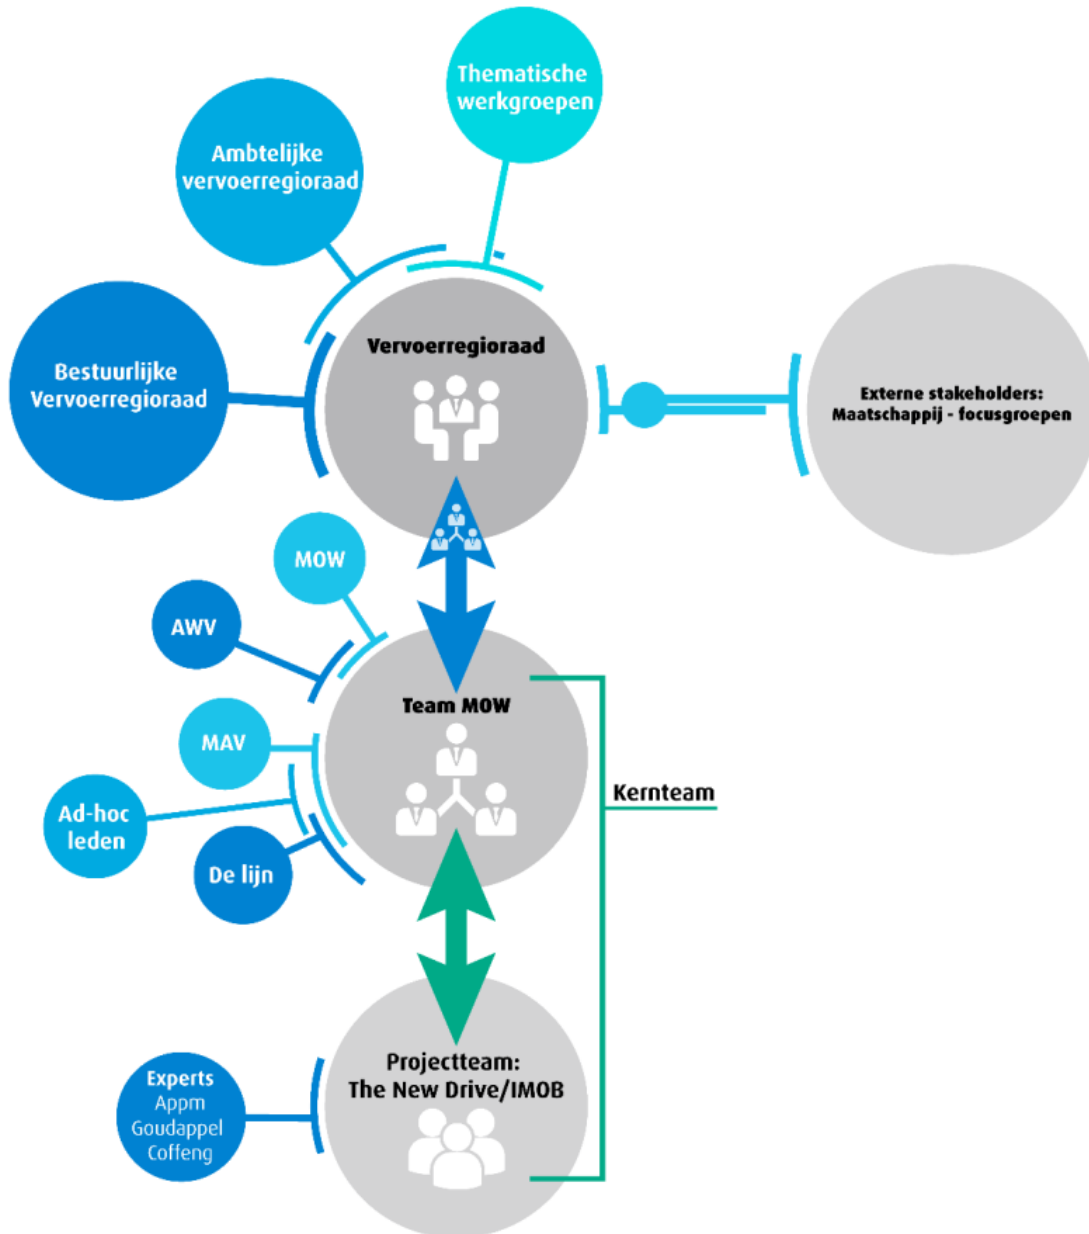 Thematische
werkgroepen
Ambtelijke
vervoerregioraad
Bestuurlijke
Vervoerregioraad
Vervoerregioraad
Externe stakeholders:
Maatschappij - focusgroepen
MOW
AWV
Team MOW
MAV
Ad-hoc
leden
De lijn
Kernteam
Projectteam:
The New Drive/IMOB
Experts
Appm
Goudappel
Coffeng